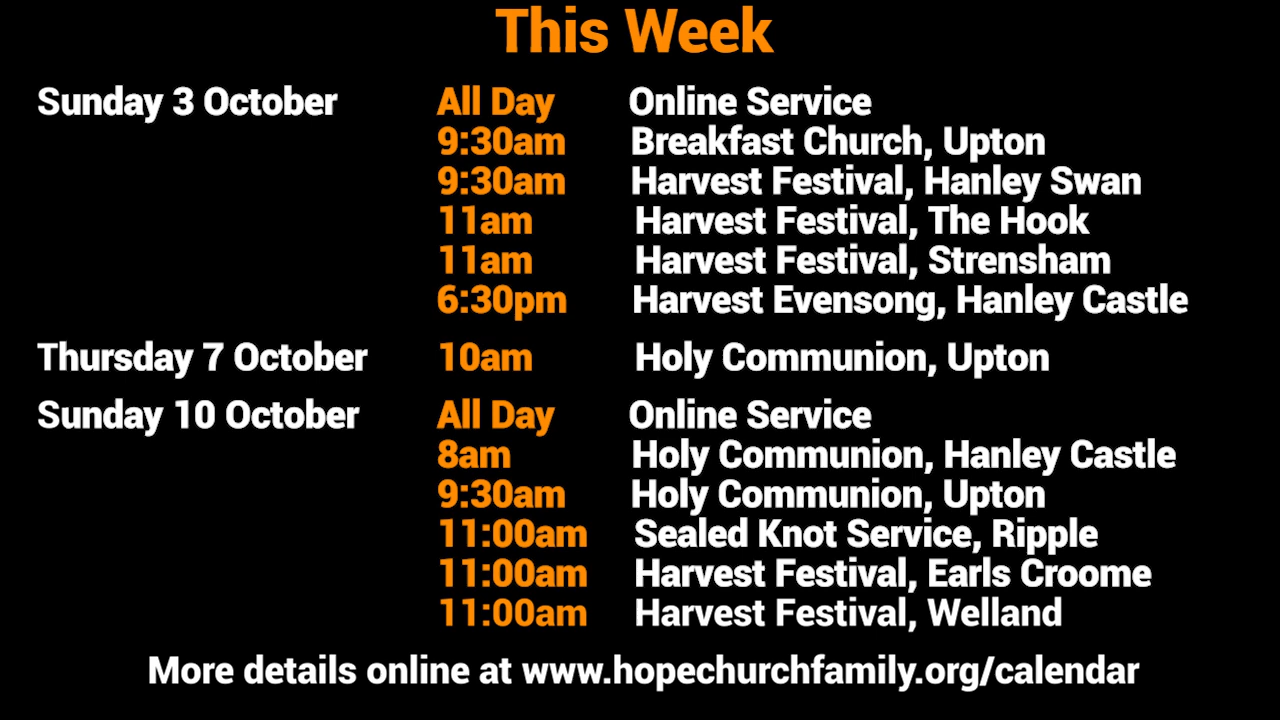 This Week
Sunday 3 October All Day Online Service
9:30am Breakfast Church, Upton
9:30am Harvest Festival, Hanley Swan
11am Harvest Festival, The Hook
11am Harvest Festival, Strensham
6:30pm Harvest Evensong, Hanley Castle
Thursday 7 October 10am Holy Communion, Upton
Sunday 10 October All Day Online Service
8am Holy Communion, Hanley Castle
9:30am Holy Communion, Upton
11:00am Sealed Knot Service, Ripple
11:00am Harvest Festival, Earls Croome
11:00am Harvest Festival, Welland
More details online at www.hopechurchfamily.org/calendar